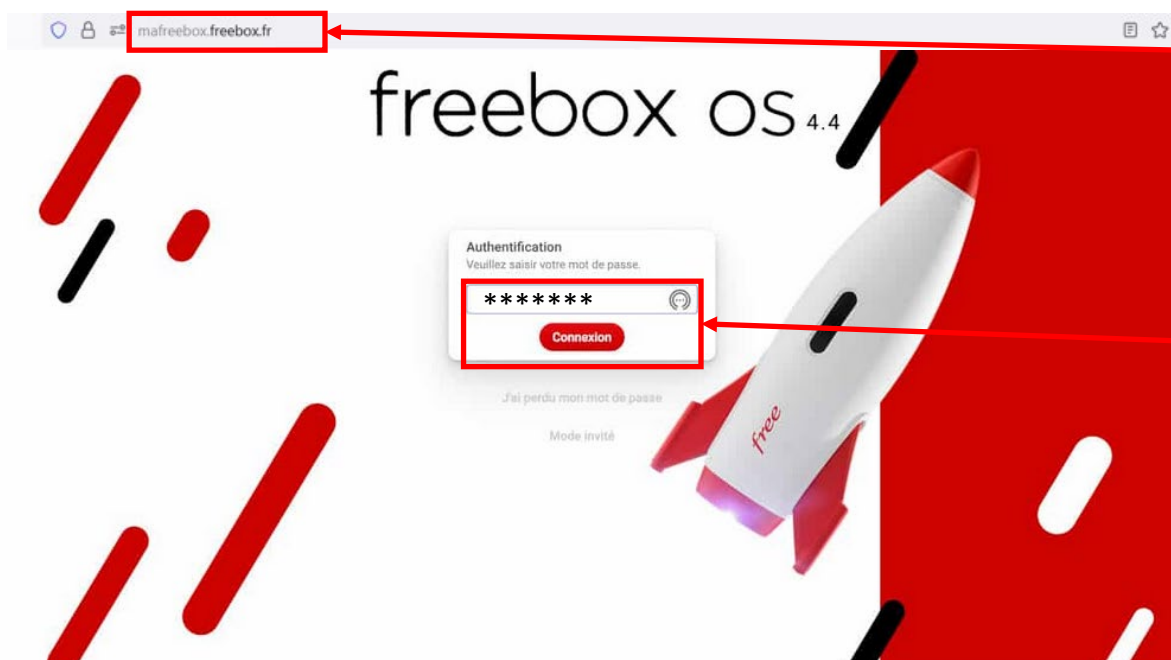 mafreebox.freebox.fr
freebox os 4.4
Authentification
Veuillez saisir votre mot de passe.
*******
Connexion
J'ai perdu mon mot de passe
Mode invité
free